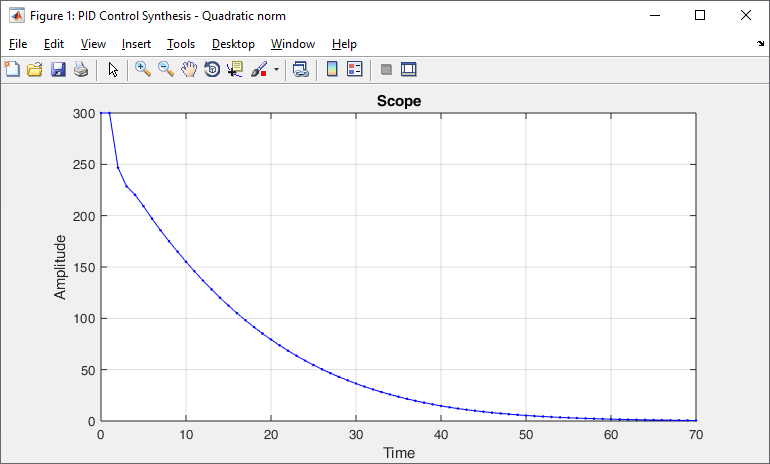 Figure 1: PID Control Synthesis - Quadratic norm
File Edit View Insert Tools Desktop Window Help
Scope
300
250
200
150
100
50
0
Amplitude
0 10 20 30 40 50 60 70
Time